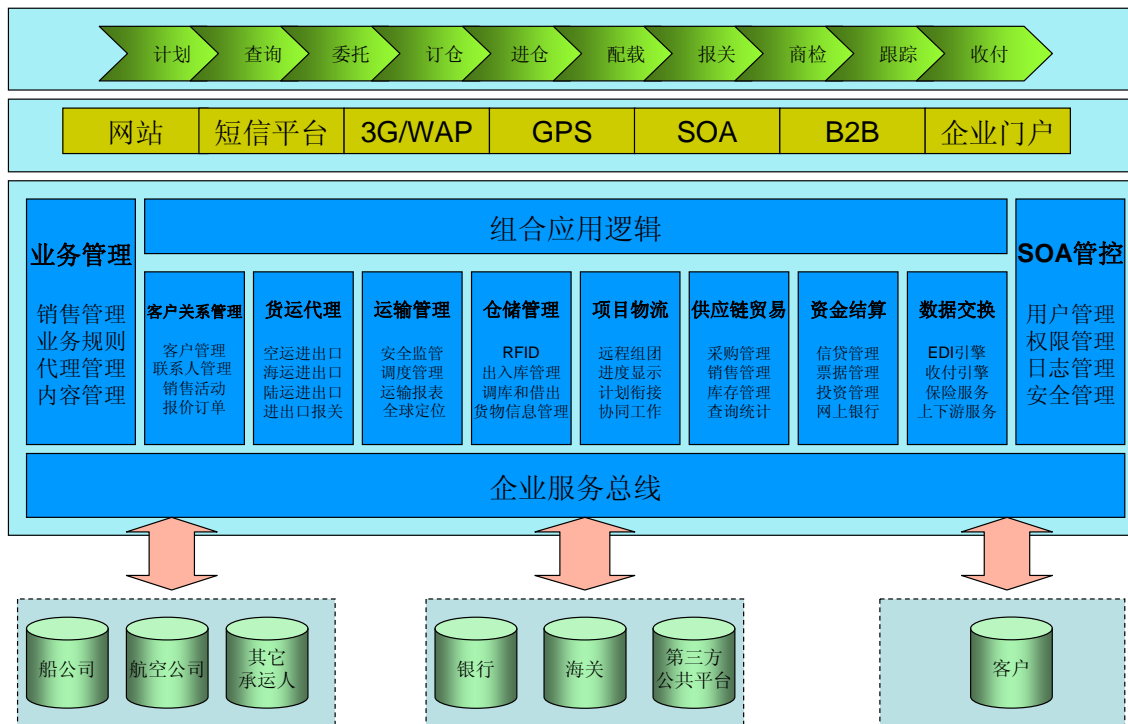 计划
查询
委托
订仓
进仓
配载
报关
商检
跟踪
收付
网站
短信平台
3G/WAP
GPS
SOA
B2B
企业门户
业务管理
销售管理
业务规则
代理管理
内容管理
组合应用逻辑
客户关系管理
客户管理
联系人管理
销售活动
报价订单
货运代理
空运进出口
海运进出口
陆运进出口
进出口报关
运输管理
安全监管
调度管理
运输报表
全球定位
仓储管理
RFID
出入库管理
调库和借出
货物信息管理
项目物流
远程组团
进度显示
计划衔接
协同工作
供应链贸易
采购管理
销售管理
库存管理
查询统计
资金结算
信贷管理
票据管理
投资管理
网上银行
数据交换
EDI引擎
收付引擎
保险服务
上下游服务
SOA管控
用户管理
权限管理
日志管理
安全管理
企业服务总线
船公司
航空公司
其它
承运人
银行
海关
第三方
公共平台
客户